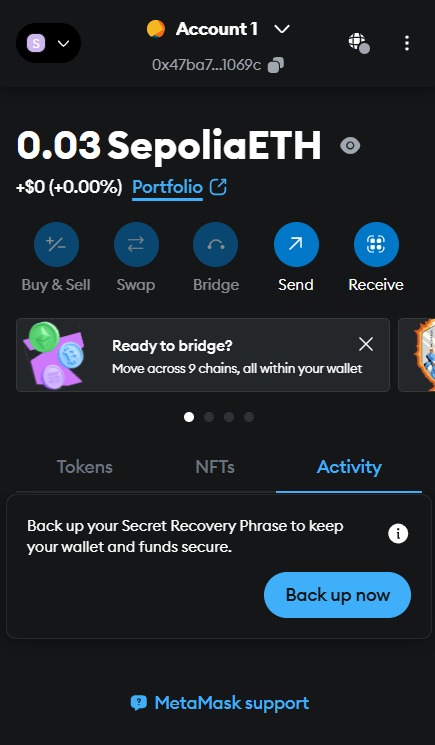 S
Account 1
0x47ba7...1069c
0.03 SepoliaETH
+$0 (+0.00%) Portfolio
Buy & Sell Swap Bridge Send Receive
Ready to bridge?
Move across 9 chains, all within your wallet
Tokens NFTs Activity
Back up your Secret Recovery Phrase to keep
your wallet and funds secure.
Back up now
MetaMask support